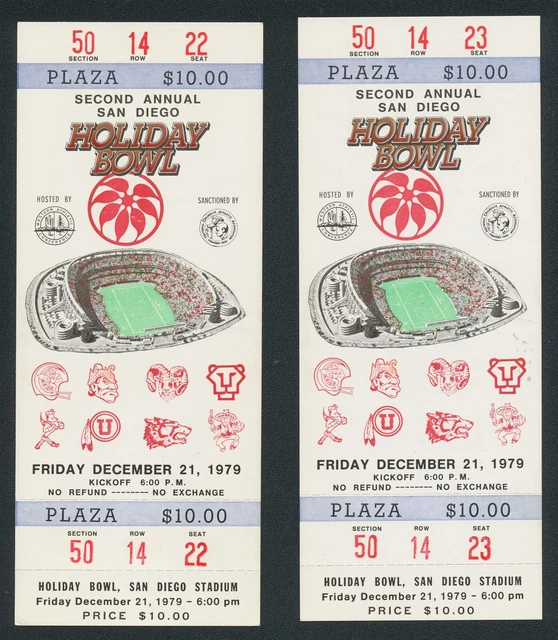 50 14 22
SECTION ROW SEAT
PLAZA $10.00
SECOND ANNUAL
SAN DIEGO
HOLIDAY
BOWL
HOSTED BY
SANCTIONED BY
U
FRIDAY DECEMBER 21, 1979
KICKOFF 6:00 P.M.
NO REFUND -------- NO EXCHANGE
PLAZA $10.00
SECTION ROW SEAT
50 14 22
HOLIDAY BOWL, SAN DIEGO STADIUM
Friday December 21, 1979 - 6:00 pm
PRICE $10.00
50 14 23
SECTION ROW SEAT
PLAZA $10.00
SECOND ANNUAL
SAN DIEGO
HOLIDAY
BOWL
HOSTED BY
SANCTIONED BY
U
FRIDAY DECEMBER 21, 1979
KICKOFF 6:00 P.M.
NO REFUND -------- NO EXCHANGE
PLAZA $10.00
SECTION ROW SEAT
50 14 23
HOLIDAY BOWL, SAN DIEGO STADIUM
Friday December 21, 1979 - 6:00 pm
PRICE $10.00